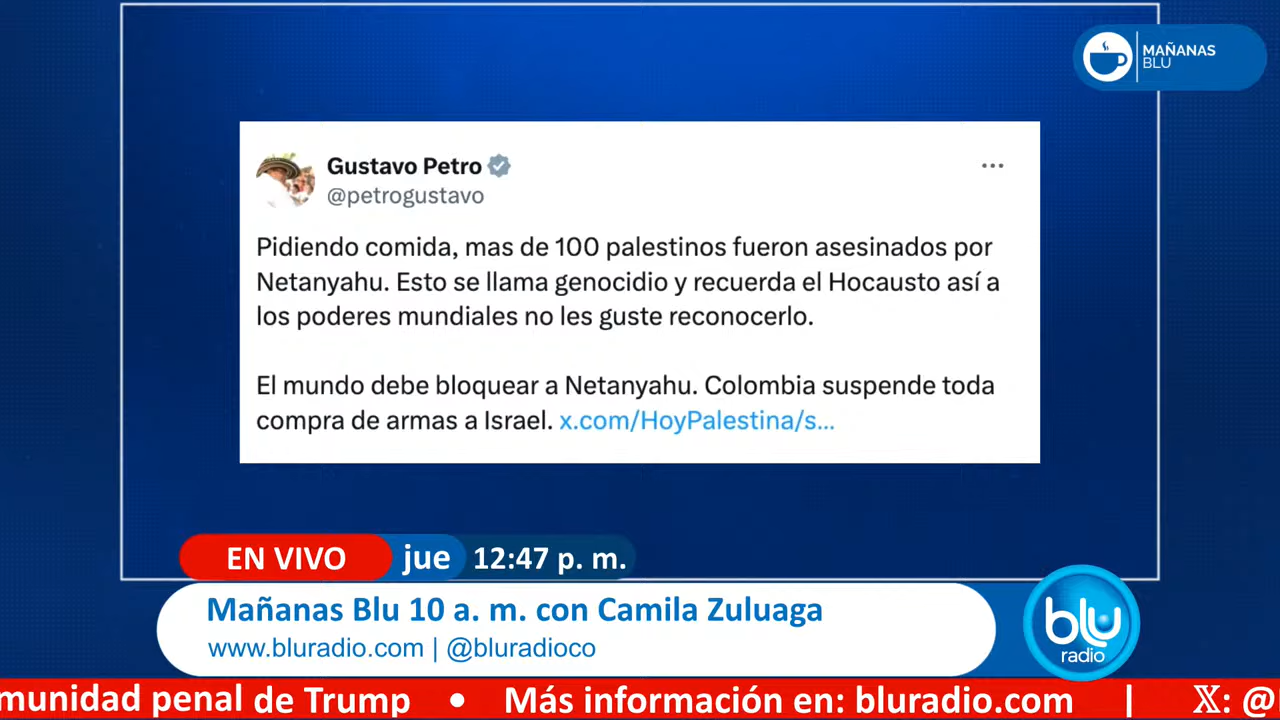 MAÑANAS
BLU
Gustavo Petro
@petrogustavo
Pidiendo comida, mas de 100 palestinos fueron asesinados por
Netanyahu. Esto se llama genocidio y recuerda el Hocausto así a
los poderes mundiales no les guste reconocerlo.
El mundo debe bloquear a Netanyahu. Colombia suspende toda
compra de armas a Israel. x.com/HoyPalestina/s...
EN VIVO jue 12:47 p. m.
Mañanas Blu 10 a. m. con Camila Zuluaga
www.bluradio.com | @bluradioco
blu
radio
munidad penal de Trump • Más información en: bluradio.com | X: @